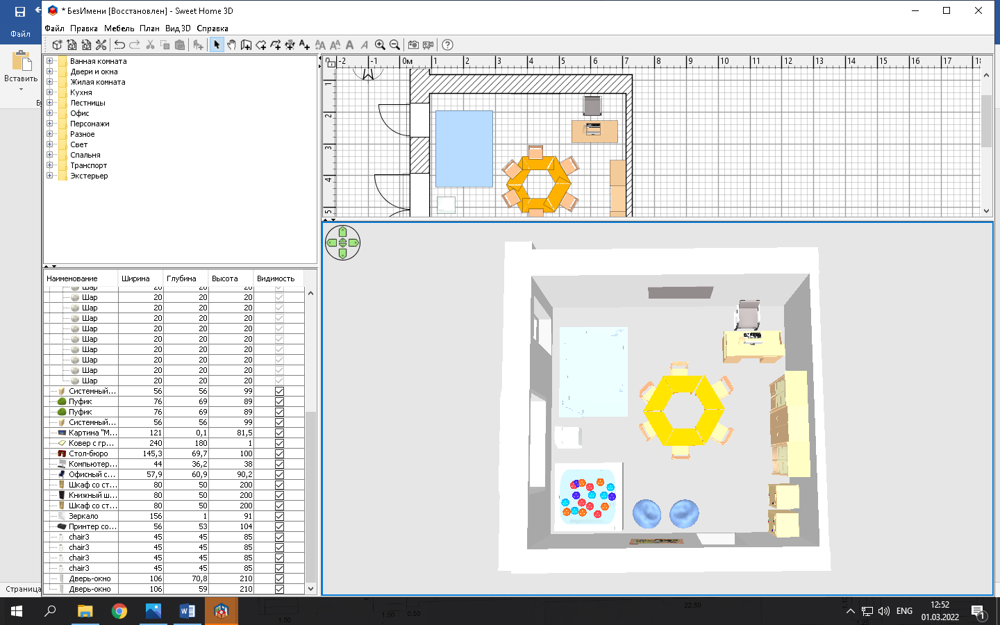 * БезИмени [Восстановлен] - Sweet Home 3D
Файл
Файл Правка Мебель План Вид 3D Справка
Вставить
Ванная комната
Двери и окна
Жилая комната
Кухня
Лестницы
Офис
Персонажи
Разное
Свет
Спальня
Транспорт
Экстерьер
-2 -1 0м 1 2 3 4 5 6 7 8 9 10 11 12 13 14 15 16 17
1
2
3
4
5
Наименование Ширина Глубина Высота Видимость
Шар 20 20 20
Шар 20 20 20
Шар 20 20 20
Шар 20 20 20
Шар 20 20 20
Шар 20 20 20
Шар 20 20 20
Шар 20 20 20
Шар 20 20 20
Шар 20 20 20
Системный... 56 56 99
Пуфик 76 69 89
Пуфик 76 69 89
Системный... 56 56 99
Картина "М... 121 0,1 81,5
Ковер с гр... 240 180 1
Стол-бюро 145,3 69,7 100
Компьютер... 44 36,2 38
Офисный с... 57,9 60,9 90,2
Шкаф со ст... 80 50 200
Книжный ш... 80 50 200
Шкаф со ст... 80 50 200
Зеркало 156 1 91
Принтер со... 56 53 104
chair3 45 45 85
chair3 45 45 85
chair3 45 45 85
chair3 45 45 85
Дверь-окно 106 70,8 210
Дверь-окно 106 59 210
Страница
1.50 1.50 0.50 22.50
ENG
12:52
01.03.2022
1